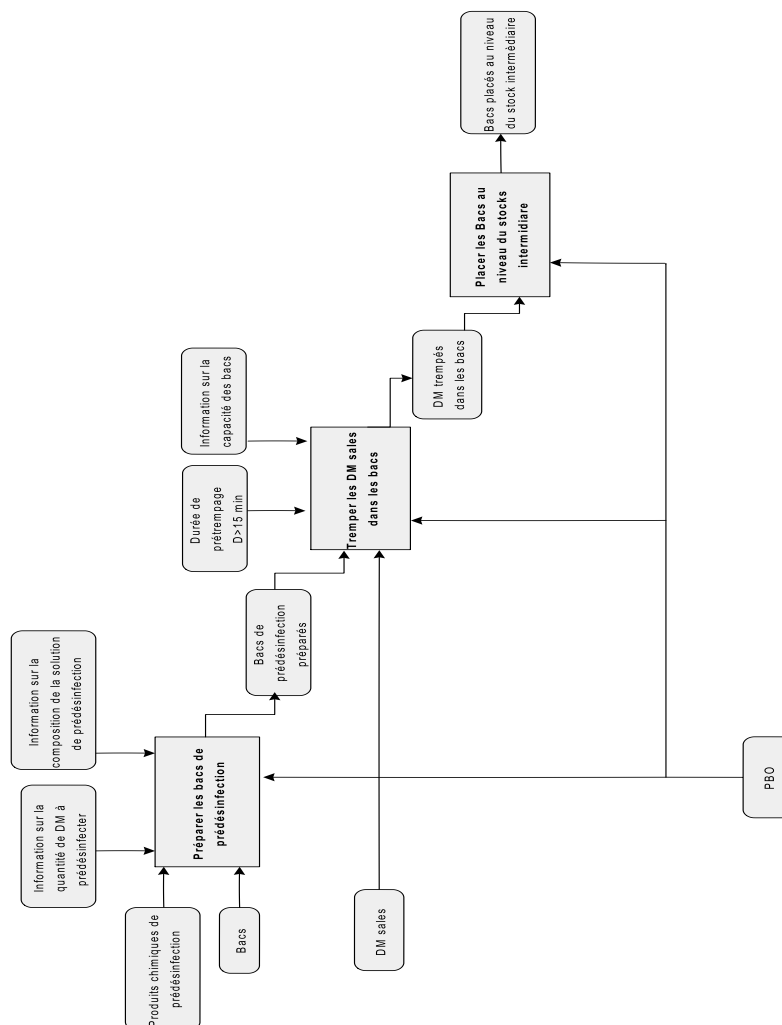 Information sur la
quantité de DM à
prédésinfecter
Information sur la
composition de la solution
de prédésinfection
Produits chimiques de
prédésinfection
Bacs
Préparer les bacs de
prédésinfection
Durée de
prétrempage
D>15 min
Information sur la
capacité des bacs
Bacs de
prédésinfection
préparés
Tremper les DM sales
dans les bacs
DM sales
DM trempés
dans les bacs
Placer les Bacs au
niveau du stocks
intermidiare
Bacs placés au niveau
du stock intermédiaire
PBO